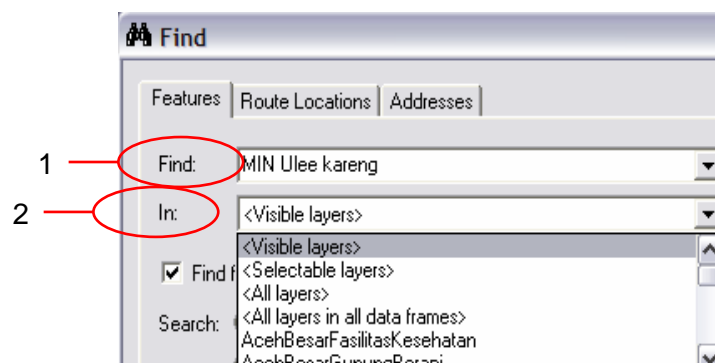 Find
Features Route Locations Addresses
1 Find: MIN Ulee kareng
2 In: <Visible layers>
<Visible layers>
Find f <Selectable layers>
<All layers>
Search: <All layers in all data frames>
AcehBesarFasilitasKesehatan
AcehBesarGunungBerapi